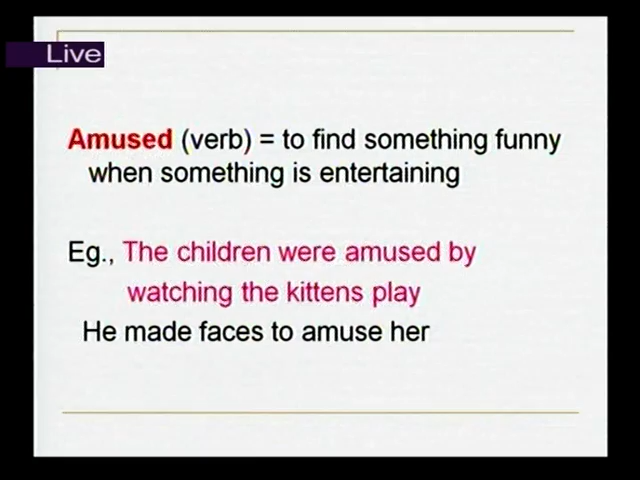 Live
Amused (verb) = to find something funny
when something is entertaining
Eg., The children were amused by
watching the kittens play
He made faces to amuse her